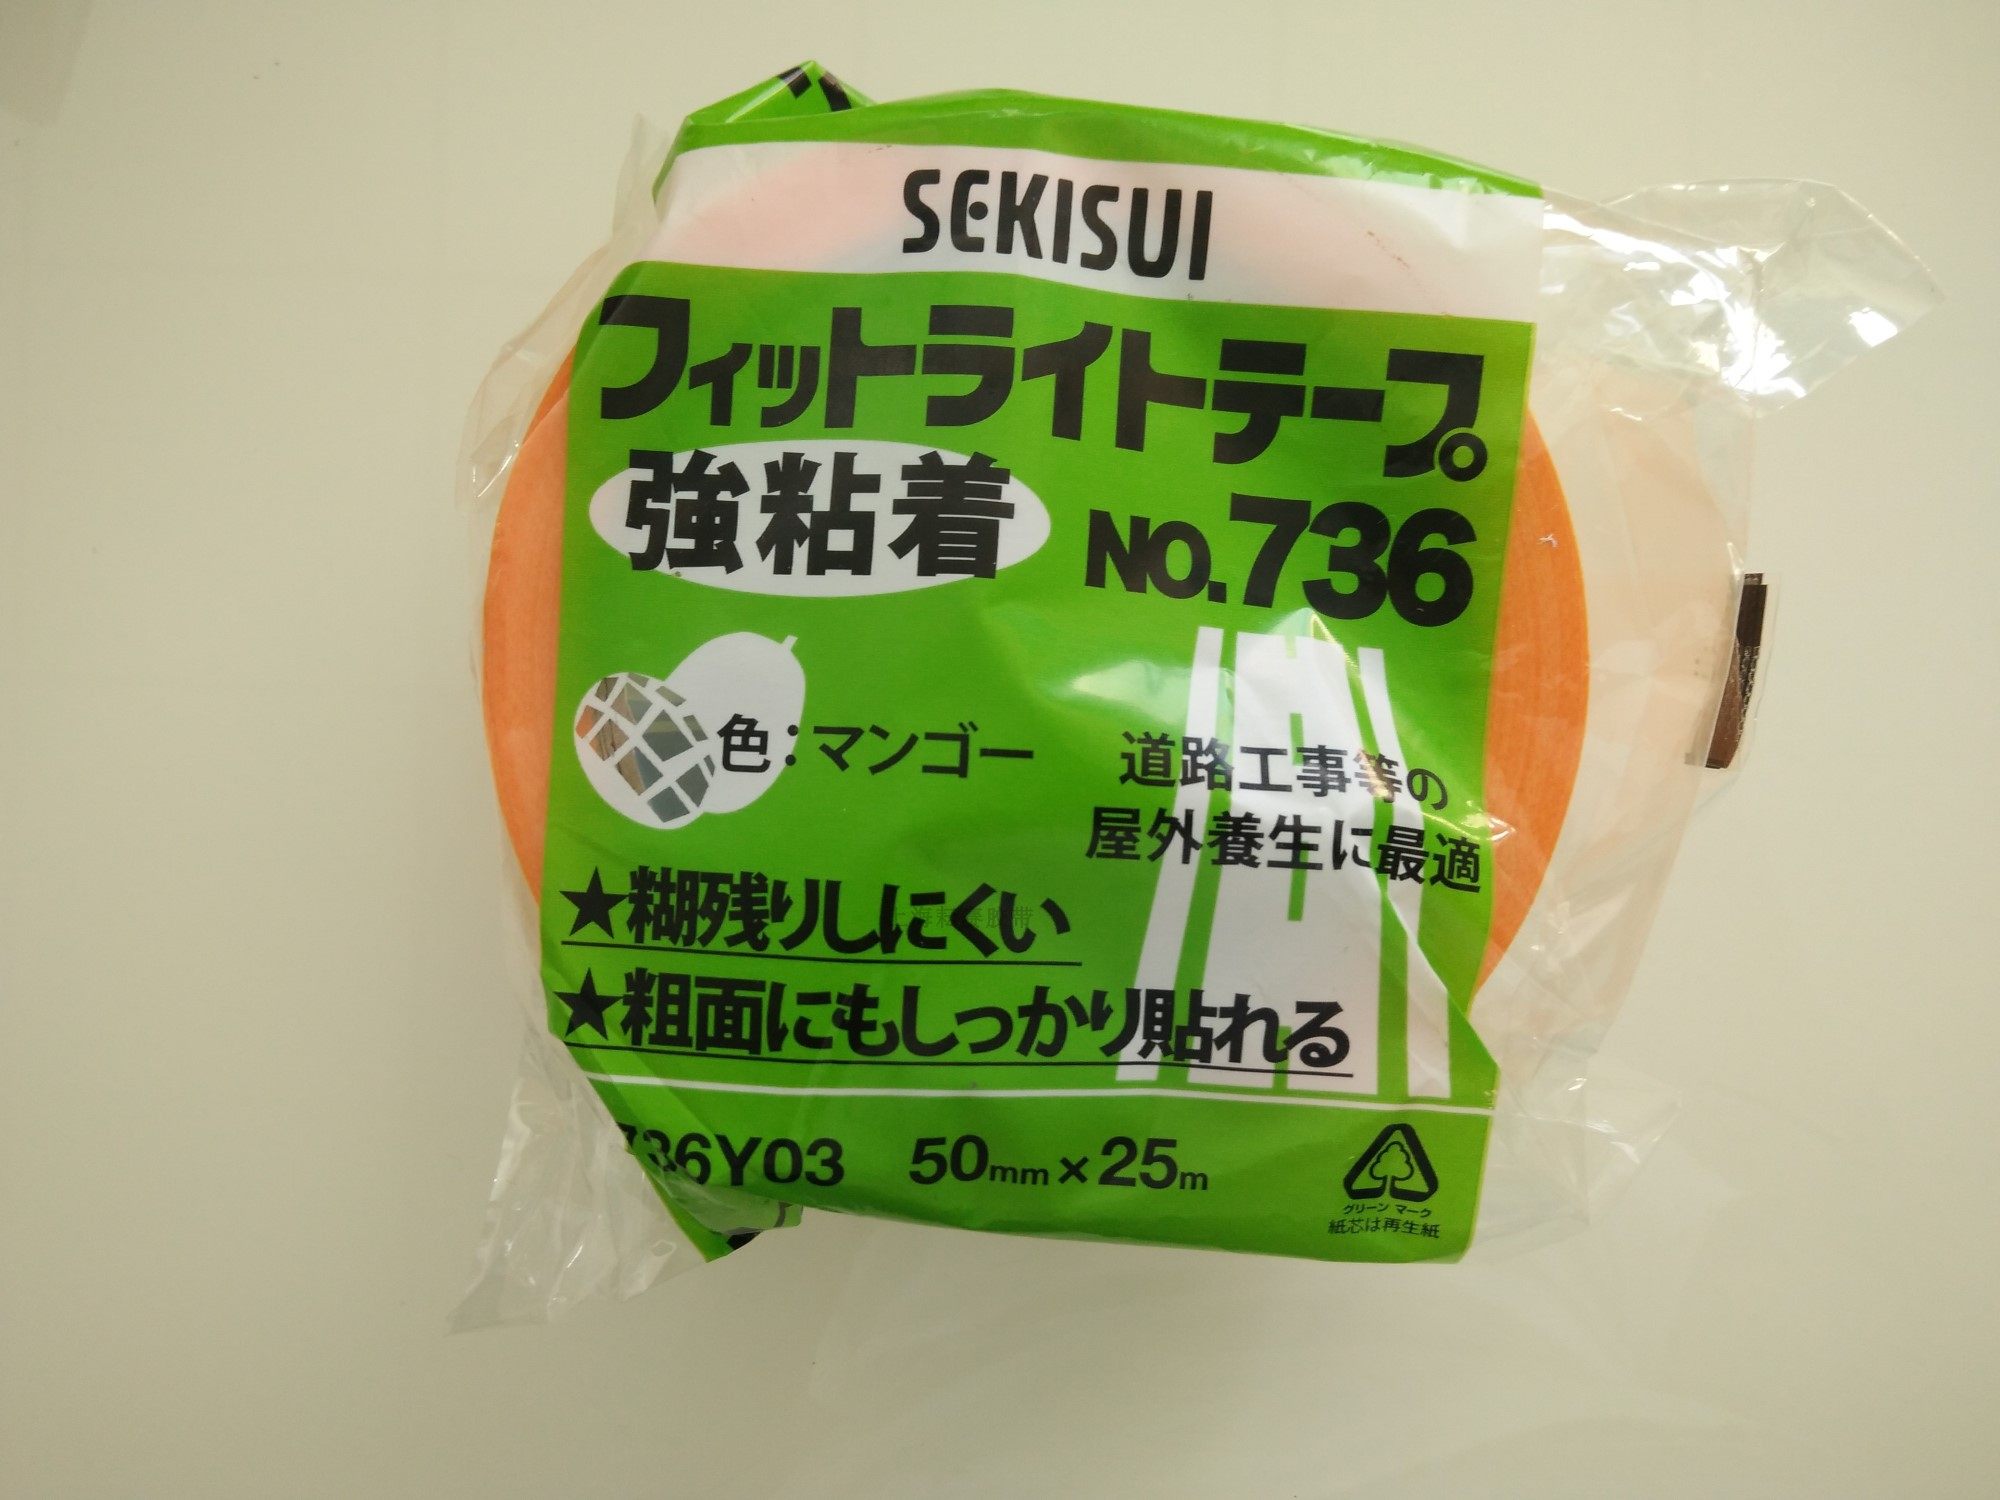 SEKISUI
フィットライトテープ
強粘着 NO.736
色：マンゴー
道路工事等の
屋外養生に最適
★糊残りしにくい
★粗面にもしっかり貼れる
736Y03 50mm×25m
グリーン マーク
紙芯は再生紙